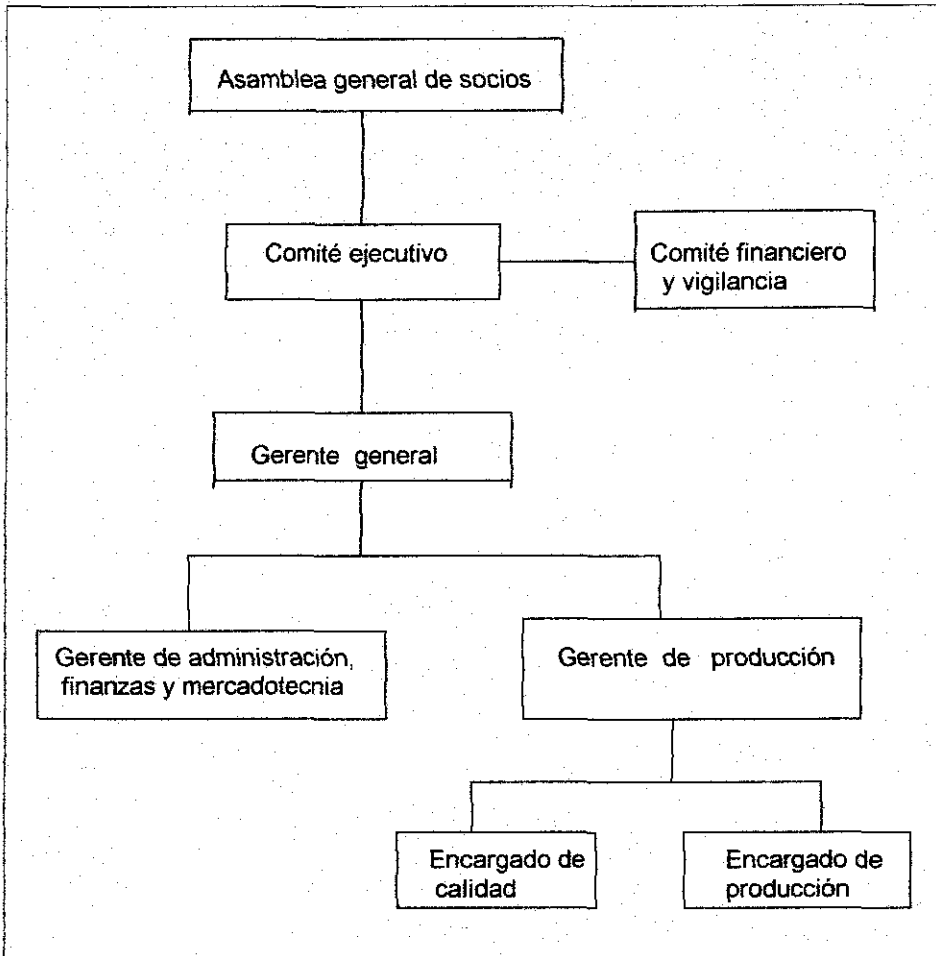 Asamblea general de socios
Comité ejecutivo
Comité financiero
y vigilancia
Gerente general
Gerente de administración,
finanzas y mercadotecnia
Gerente de producción
Encargado de
calidad
Encargado de
producción